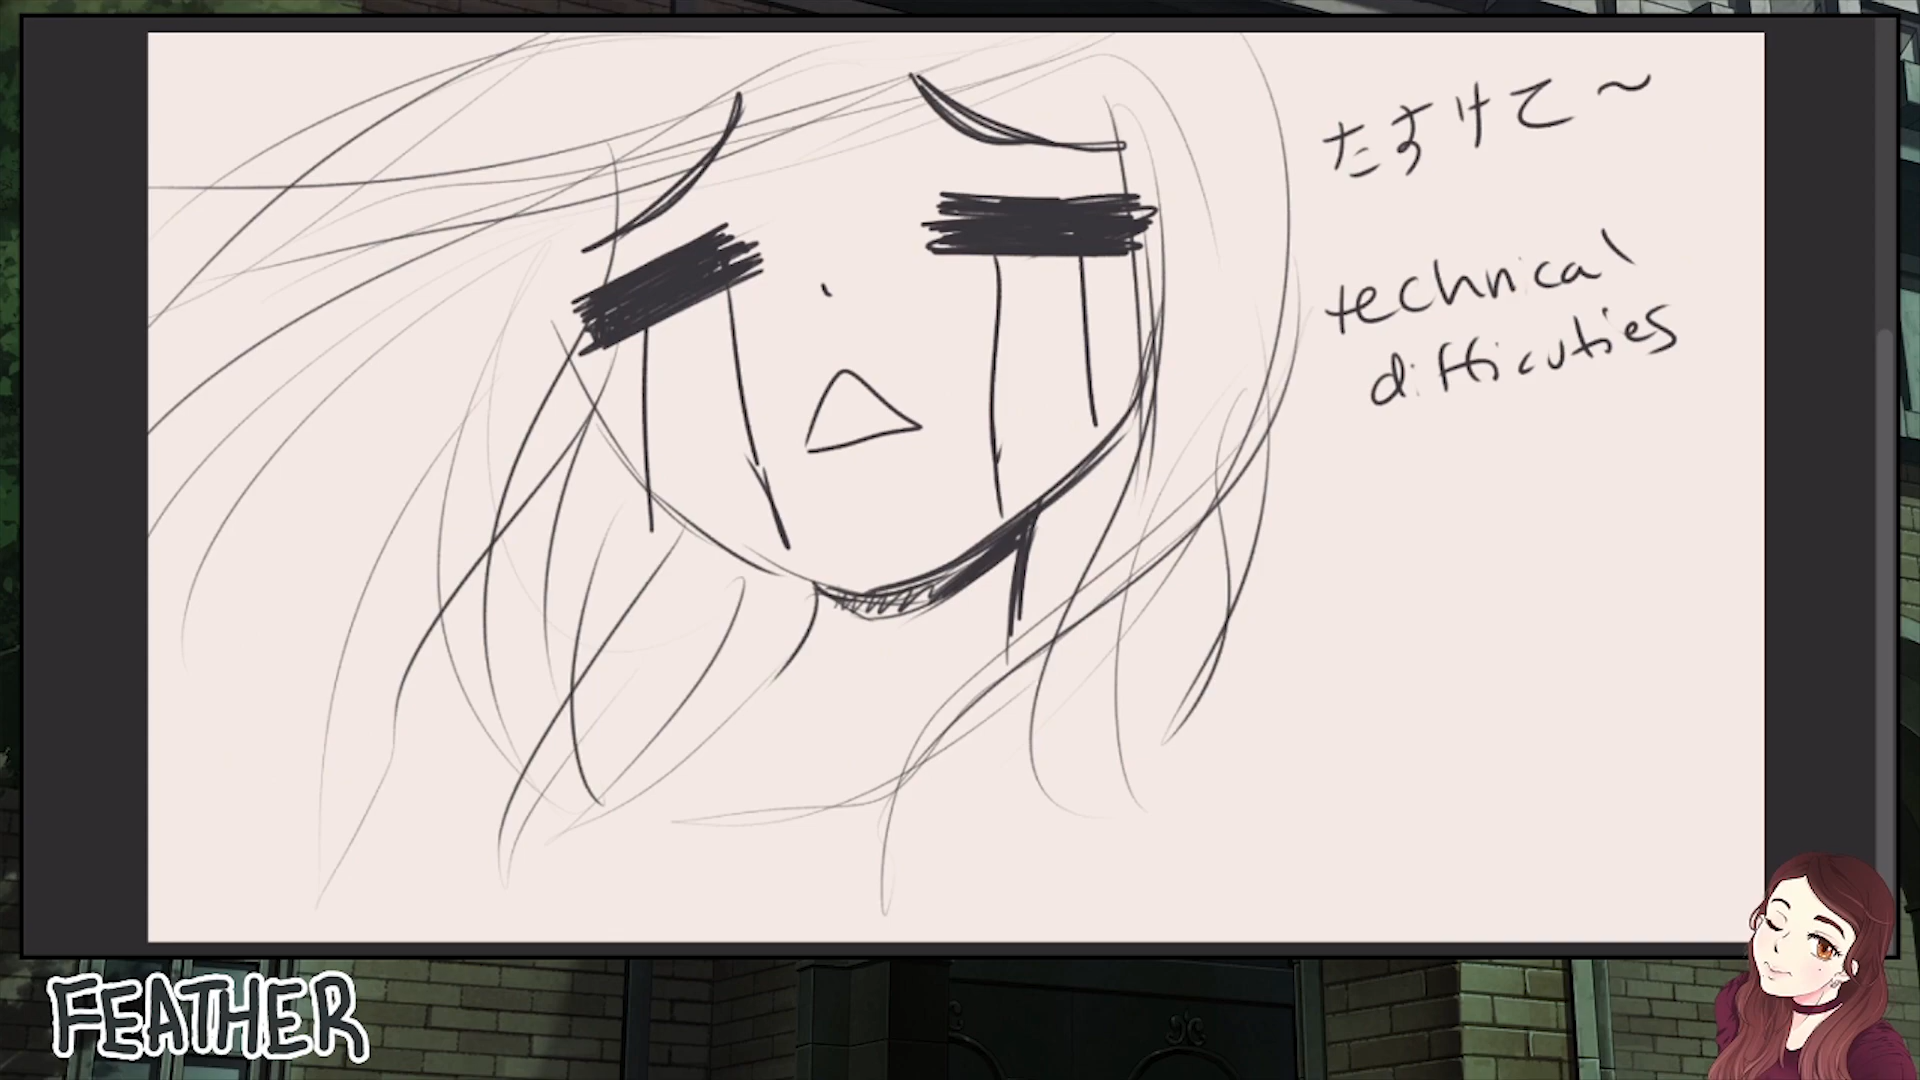 たすけて〜
technical
difficuties
FEATHER